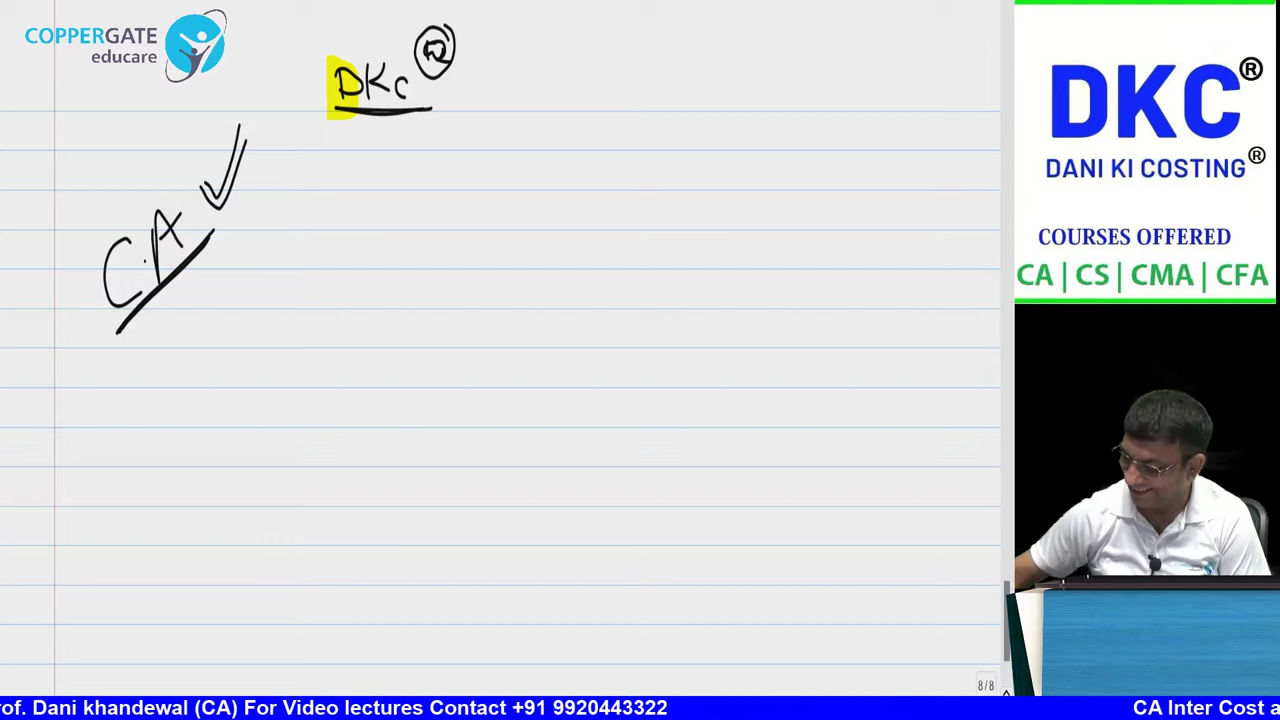 COPPERGATE
educare
DKC ®
C.A
DKC®
DANI KI COSTING®
COURSES OFFERED
CA | CS | CMA | CFA
8/8
rof. Dani khandewal (CA) For Video lectures Contact +91 9920443322
CA Inter Cost a